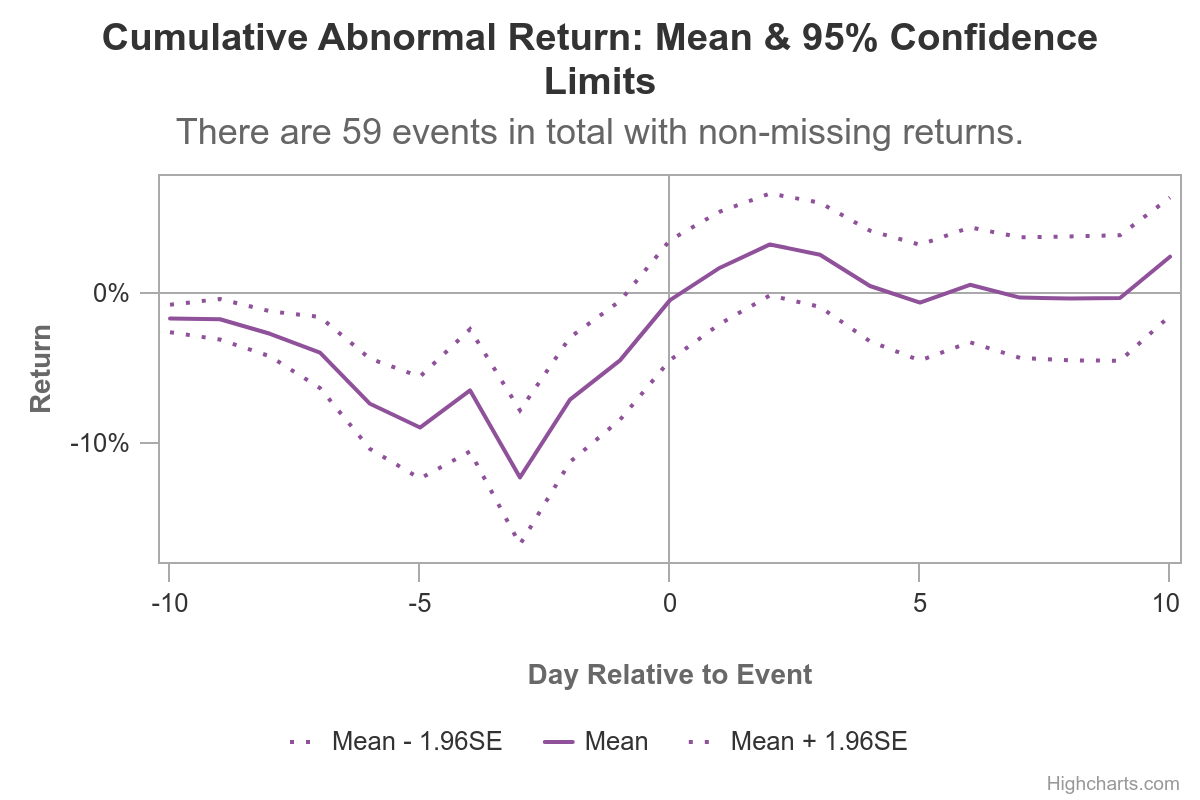 Cumulative Abnormal Return: Mean & 95% Confidence
Limits
There are 59 events in total with non-missing returns.
0%
-10%
Return
-10
-5
0
5
10
Day Relative to Event
Mean - 1.96SE
Mean
Mean + 1.96SE
Highcharts.com